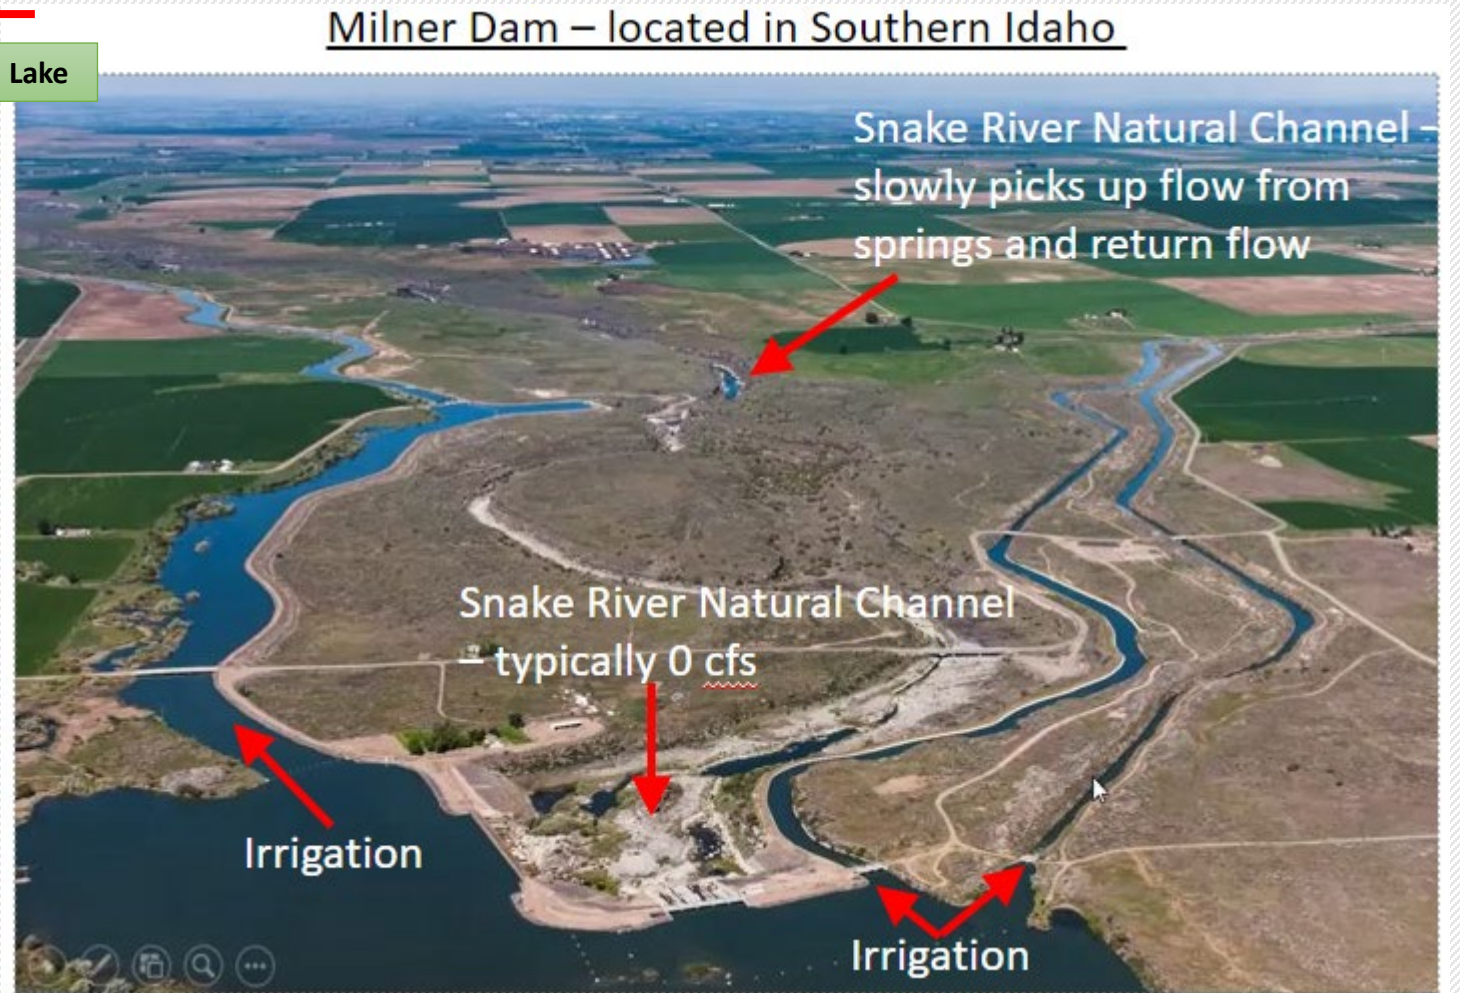 Milner Dam – located in Southern Idaho
Lake
Snake River Natural Channel –
slowly picks up flow from
springs and return flow
Snake River Natural Channel
– typically 0 cfs
Irrigation
Irrigation